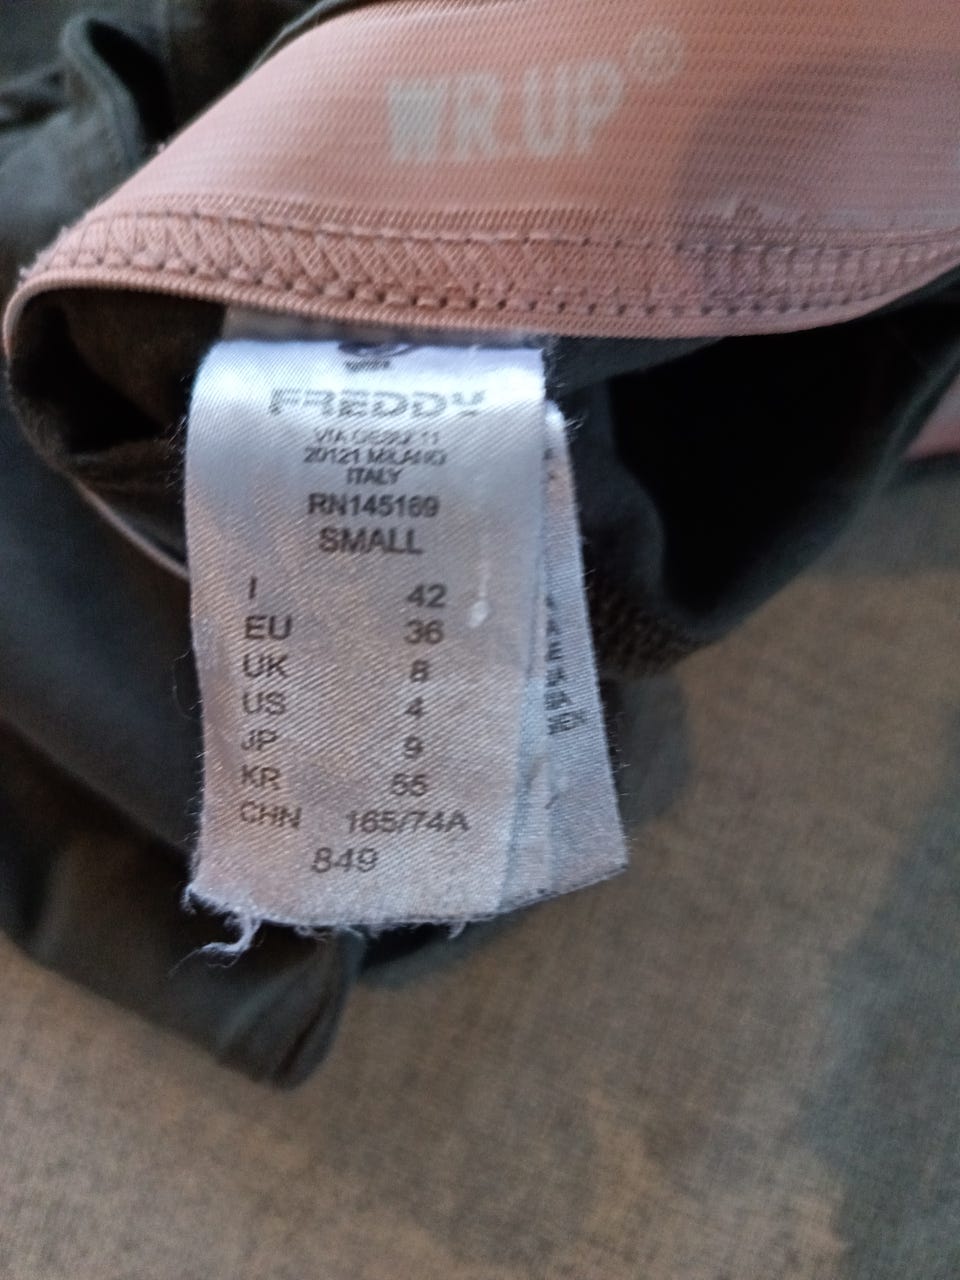 WR.UP®
FREDDY
VIA GESÙ 11
20121 MILANO
ITALY
RN145169
SMALL
I 42
EU 36
UK 8
US 4
JP 9
KR 55
CHN 165/74A
849